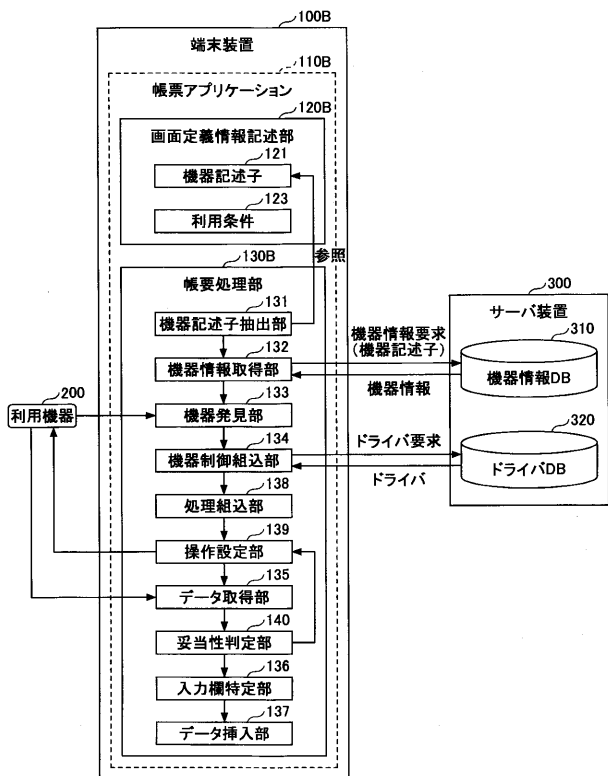 100B
端末装置
110B
帳票アプリケーション
120B
画面定義情報記述部
121
機器記述子
123
利用条件
参照
130B
帳要処理部
131
機器記述子抽出部
132
機器情報取得部
133
機器発見部
134
機器制御組込部
138
処理組込部
139
操作設定部
135
データ取得部
140
妥当性判定部
136
入力欄特定部
137
データ挿入部
200
利用機器
機器情報要求
(機器記述子)
機器情報
ドライバ要求
ドライバ
300
サーバ装置
310
機器情報DB
320
ドライバDB